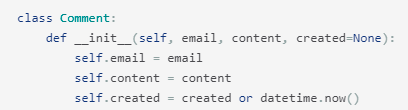 class Comment:
    def __init__(self, email, content, created=None):
        self.email = email
        self.content = content
        self.created = created or datetime.now()